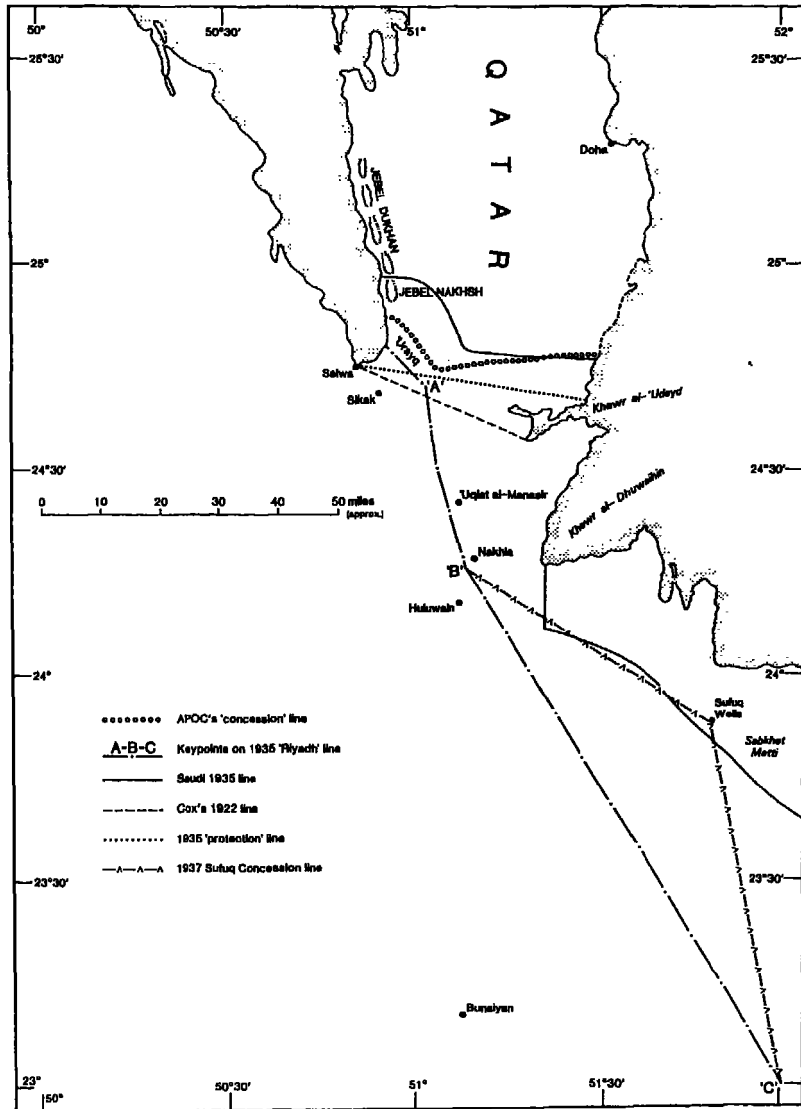 50°
50°30'
51°
52°
25°30'
25°30'
QATAR
Doha
JEBEL DUKHAN
25°
25°
JEBEL NAKHSH
'Urayq
Salwa
'A'
Sikak
Khawr al-'Udayd
24°30'
24°30'
0 10 20 30 40 50 miles
(approx.)
'Uqlat al-Manasir
Khawr al-Dhuwaihin
Nakhla
'B'
Huluwain
24°
24°
Sufuq
Wells
Sabkhat
Matti
APOC's 'concession' line
A-B-C Keypoints on 1935 'Riyadh' line
Saudi 1935 line
Cox's 1922 line
1935 'protection' line
1937 Sufuq Concession line
23°30'
23°30'
Bunaiyan
23°
50°
50°30'
51°
51°30'
'C'